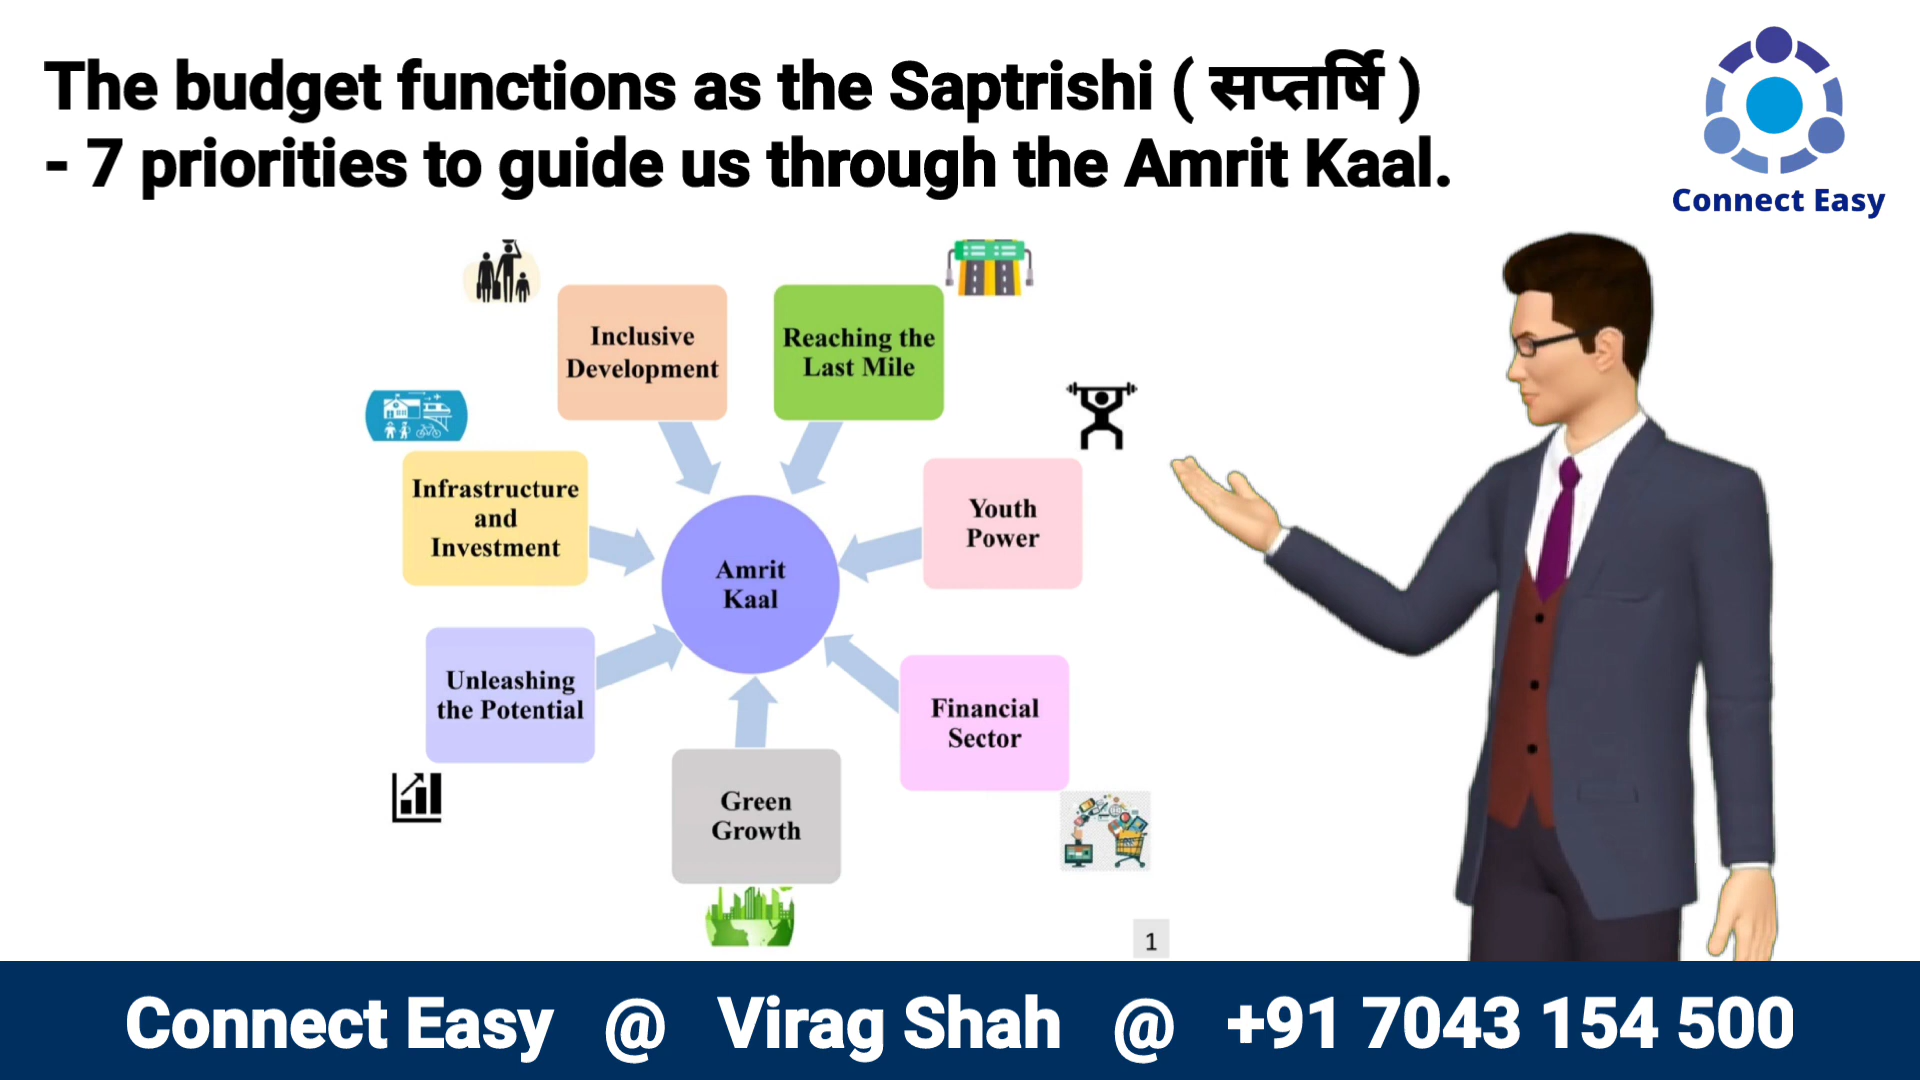 The budget functions as the Saptrishi ( सप्तर्षि )
- 7 priorities to guide us through the Amrit Kaal.
Connect Easy
Inclusive
Development
Reaching the
Last Mile
Infrastructure
and
Investment
Youth
Power
Amrit
Kaal
Unleashing
the Potential
Financial
Sector
Green
Growth
1
Connect Easy @ Virag Shah @ +91 7043 154 500